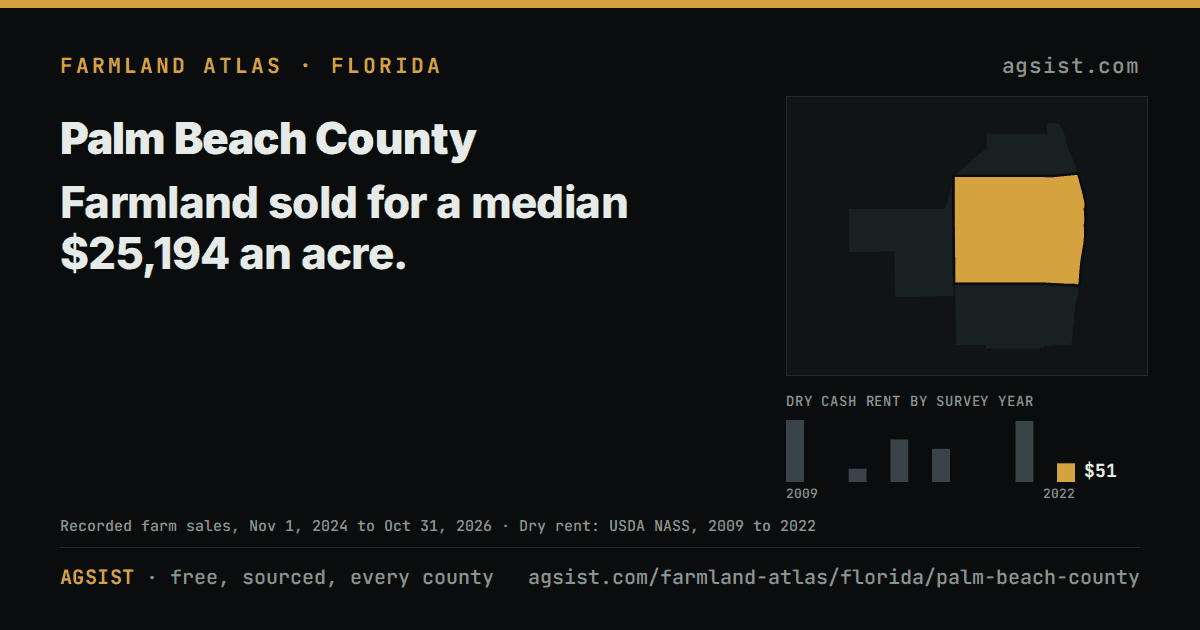 FARMLAND ATLAS · FLORIDA
agsist.com
Palm Beach County
Farmland sold for a median
$25,194 an acre.
DRY CASH RENT BY SURVEY YEAR
$51
2009
2022
Recorded farm sales, Nov 1, 2024 to Oct 31, 2026 · Dry rent: USDA NASS, 2009 to 2022
AGSIST · free, sourced, every county
agsist.com/farmland-atlas/florida/palm-beach-county